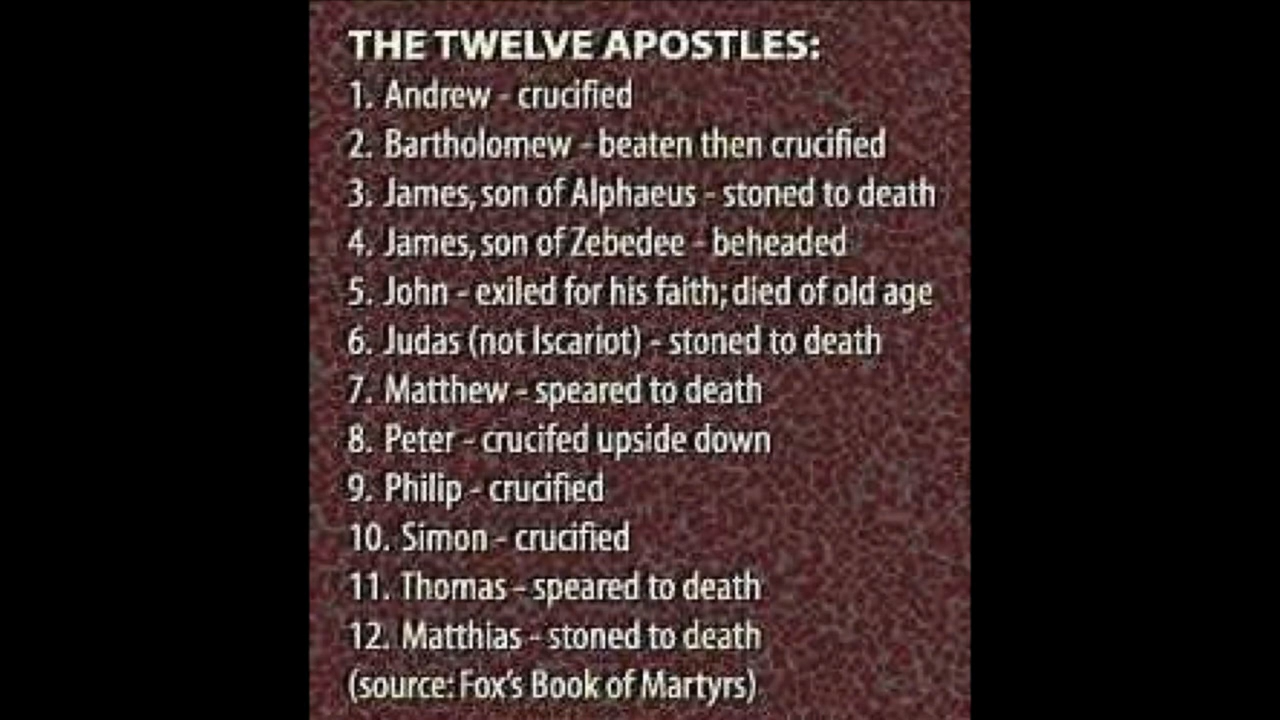 THE TWELVE APOSTLES:
1. Andrew - crucified
2. Bartholomew - beaten then crucified
3. James, son of Alphaeus - stoned to death
4. James, son of Zebedee - beheaded
5. John - exiled for his faith; died of old age
6. Judas (not Iscariot) - stoned to death
7. Matthew - speared to death
8. Peter - crucifed upside down
9. Philip - crucified
10. Simon - crucified
11. Thomas - speared to death
12. Matthias - stoned to death
(source: Fox's Book of Martyrs)